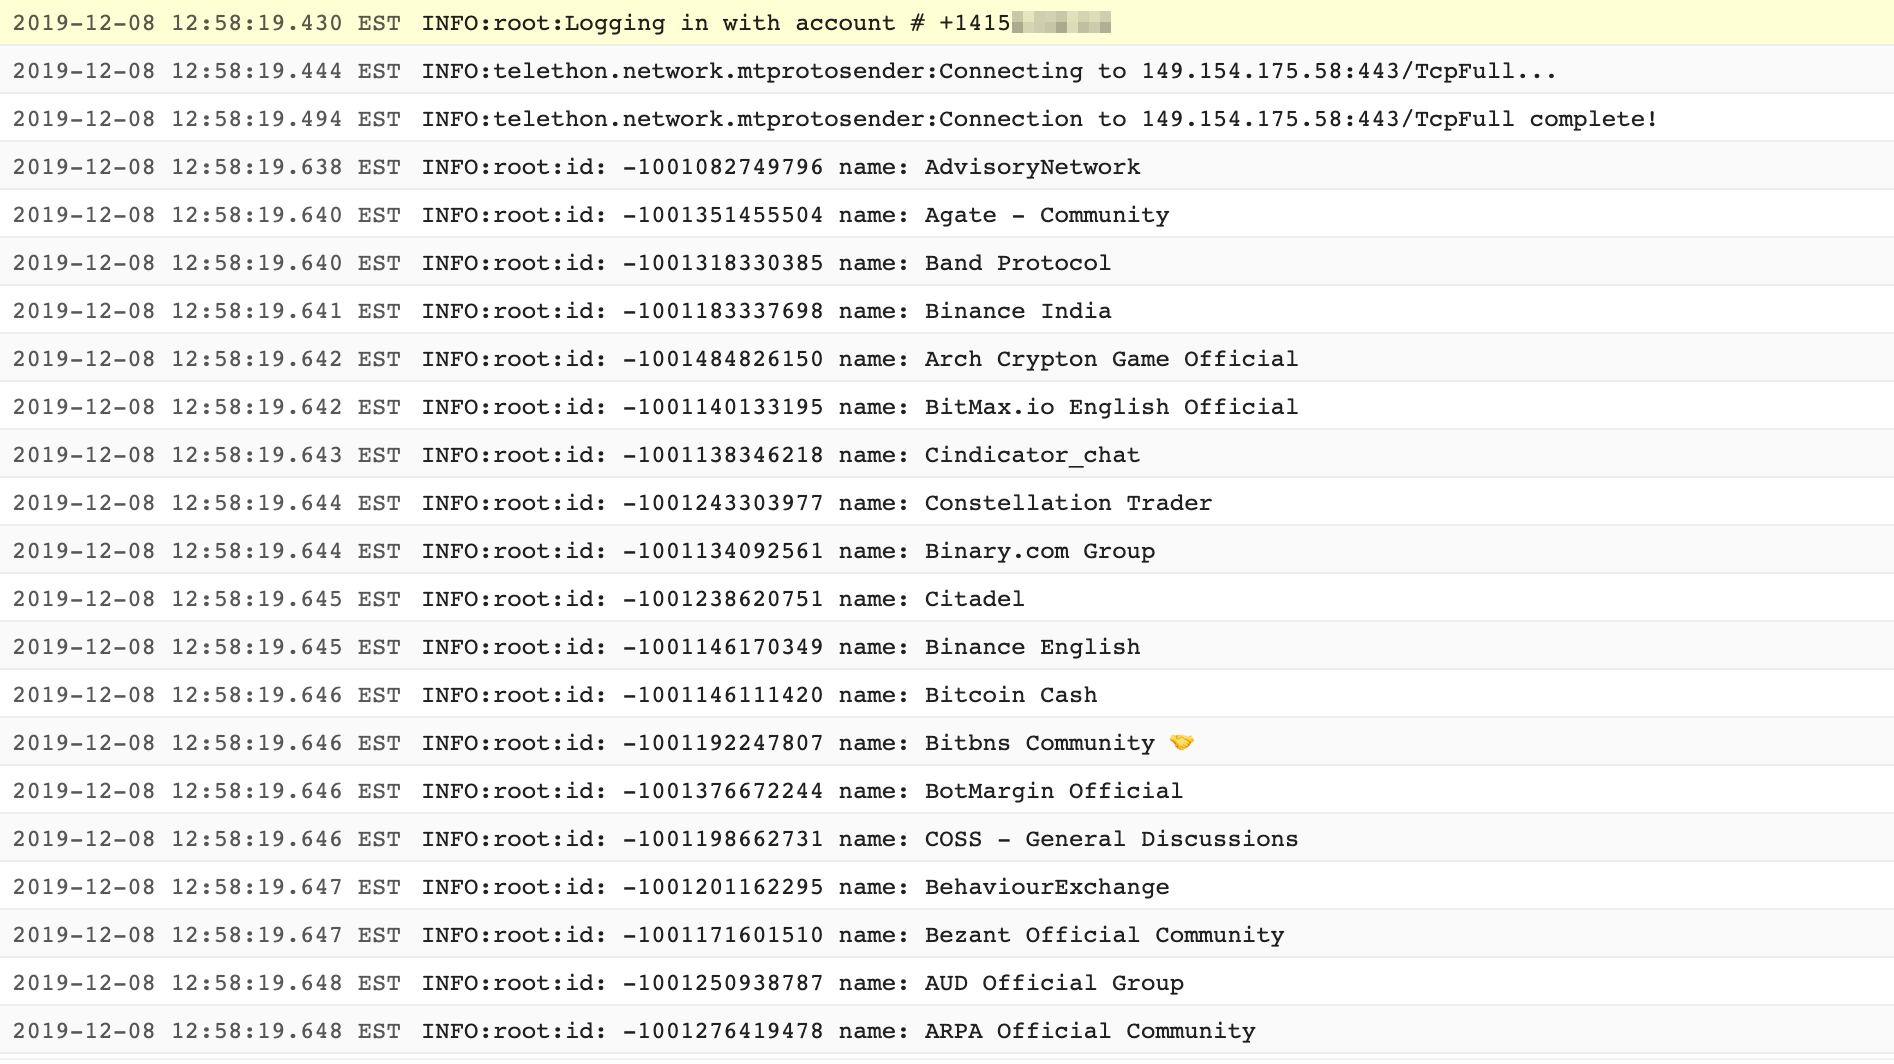 2019-12-08 12:58:19.430 EST INFO:root:Logging in with account # +1415
2019-12-08 12:58:19.444 EST INFO:telethon.network.mtprotosender:Connecting to 149.154.175.58:443/TcpFull...
2019-12-08 12:58:19.494 EST INFO:telethon.network.mtprotosender:Connection to 149.154.175.58:443/TcpFull complete!
2019-12-08 12:58:19.638 EST INFO:root:id: -1001082749796 name: AdvisoryNetwork
2019-12-08 12:58:19.640 EST INFO:root:id: -1001351455504 name: Agate - Community
2019-12-08 12:58:19.640 EST INFO:root:id: -1001318330385 name: Band Protocol
2019-12-08 12:58:19.641 EST INFO:root:id: -1001183337698 name: Binance India
2019-12-08 12:58:19.642 EST INFO:root:id: -1001484826150 name: Arch Crypton Game Official
2019-12-08 12:58:19.642 EST INFO:root:id: -1001140133195 name: BitMax.io English Official
2019-12-08 12:58:19.643 EST INFO:root:id: -1001138346218 name: Cindicator_chat
2019-12-08 12:58:19.644 EST INFO:root:id: -1001243303977 name: Constellation Trader
2019-12-08 12:58:19.644 EST INFO:root:id: -1001134092561 name: Binary.com Group
2019-12-08 12:58:19.645 EST INFO:root:id: -1001238620751 name: Citadel
2019-12-08 12:58:19.645 EST INFO:root:id: -1001146170349 name: Binance English
2019-12-08 12:58:19.646 EST INFO:root:id: -1001146111420 name: Bitcoin Cash
2019-12-08 12:58:19.646 EST INFO:root:id: -1001192247807 name: Bitbns Community 🤝
2019-12-08 12:58:19.646 EST INFO:root:id: -1001376672244 name: BotMargin Official
2019-12-08 12:58:19.646 EST INFO:root:id: -1001198662731 name: COSS - General Discussions
2019-12-08 12:58:19.647 EST INFO:root:id: -1001201162295 name: BehaviourExchange
2019-12-08 12:58:19.647 EST INFO:root:id: -1001171601510 name: Bezant Official Community
2019-12-08 12:58:19.648 EST INFO:root:id: -1001250938787 name: AUD Official Group
2019-12-08 12:58:19.648 EST INFO:root:id: -1001276419478 name: ARPA Official Community